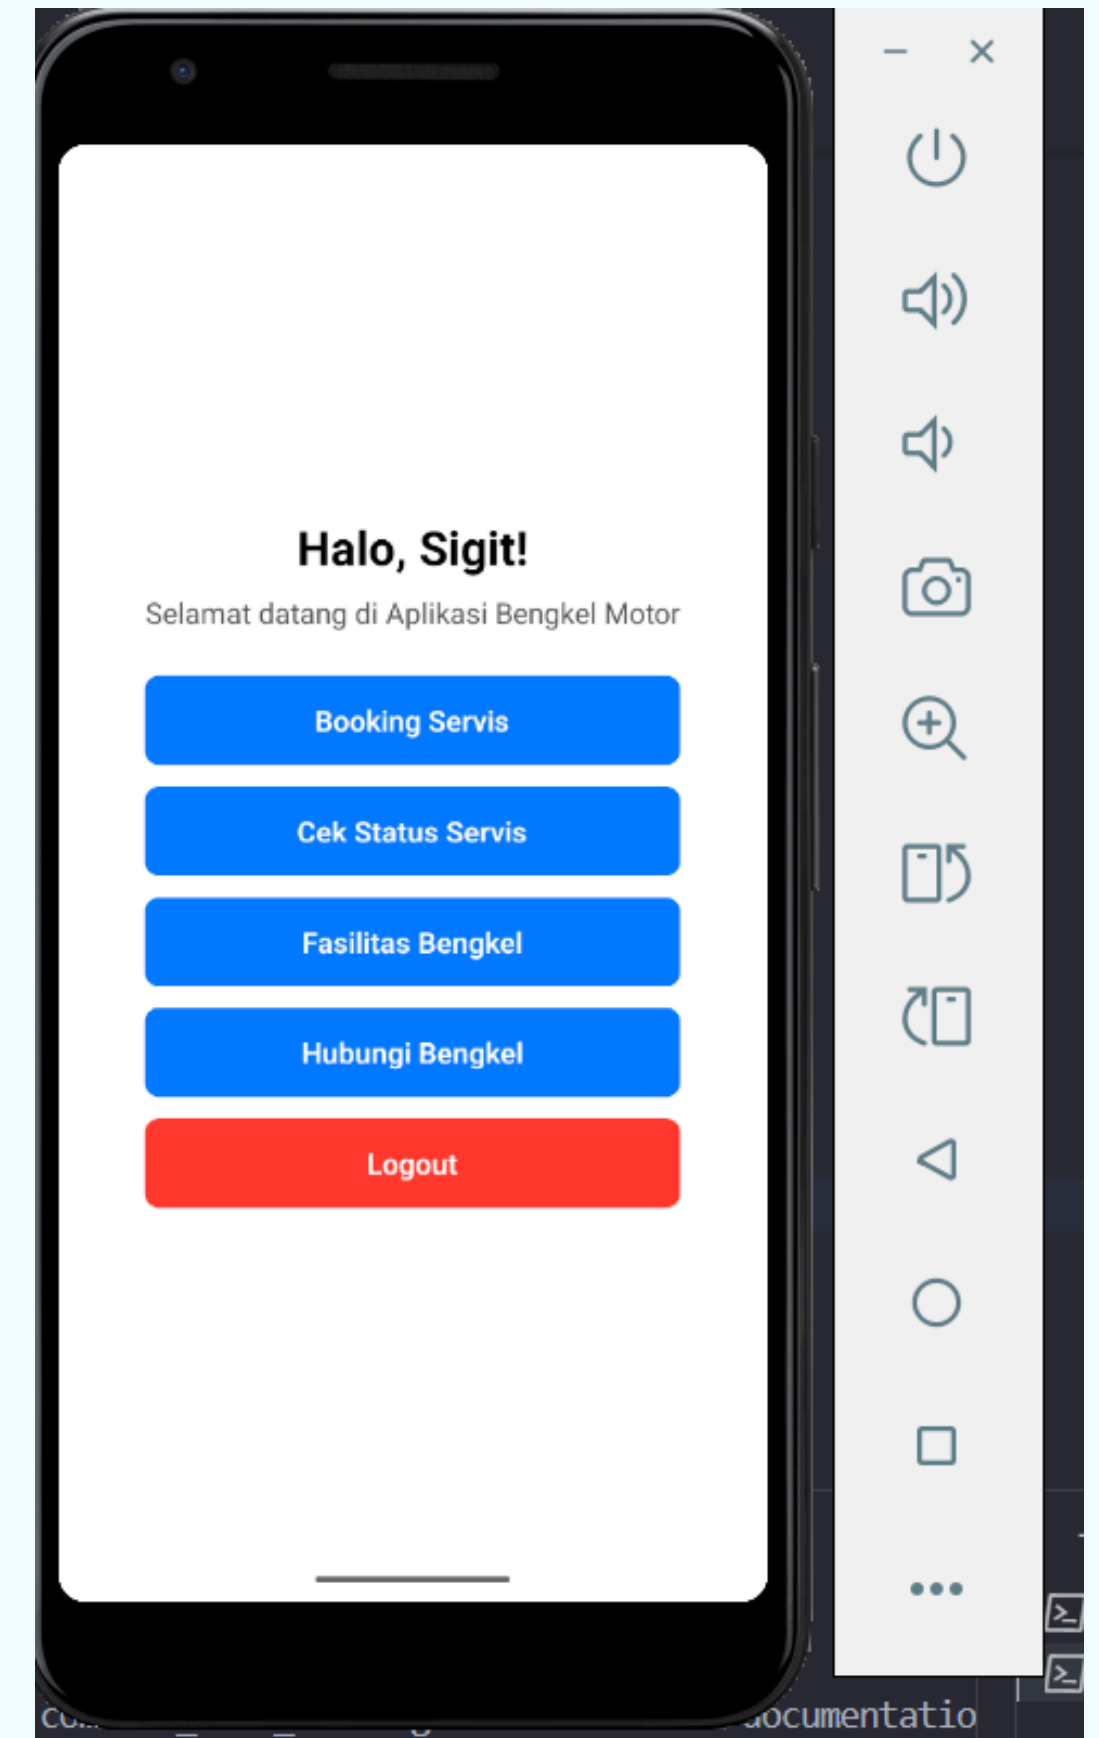 Halo, Sigit!
Selamat datang di Aplikasi Bengkel Motor
Booking Servis
Cek Status Servis
Fasilitas Bengkel
Hubungi Bengkel
Logout